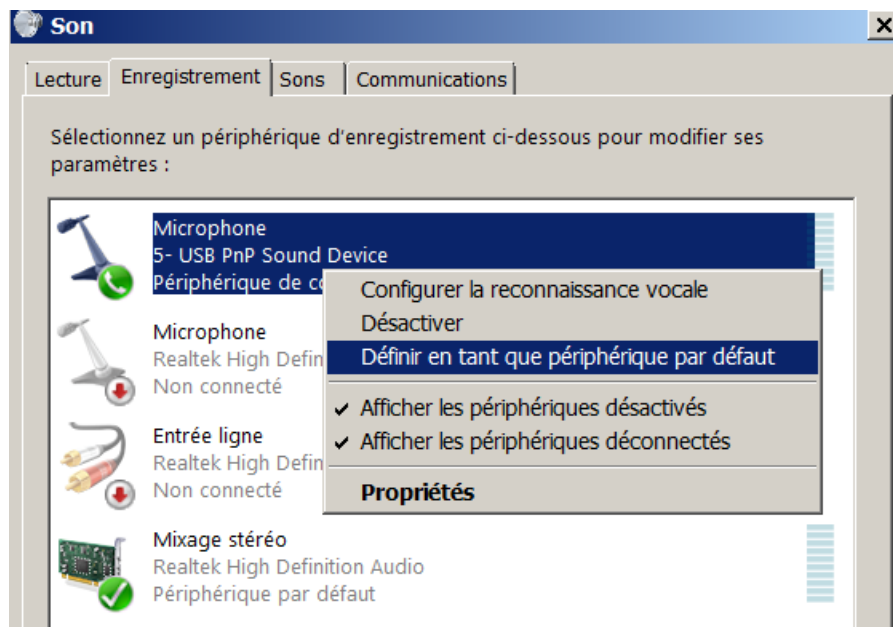 Son
Lecture Enregistrement Sons Communications
Sélectionnez un périphérique d'enregistrement ci-dessous pour modifier ses
paramètres :
Microphone
5- USB PnP Sound Device
Périphérique de
Configurer la reconnaissance vocale
Désactiver
Définir en tant que périphérique par défaut
Afficher les périphériques désactivés
Afficher les périphériques déconnectés
Propriétés
Microphone
Realtek High
Non connecté
Entrée ligne
Realtek High
Non connecté
Mixage stéréo
Realtek High Definition Audio
Périphérique par défaut